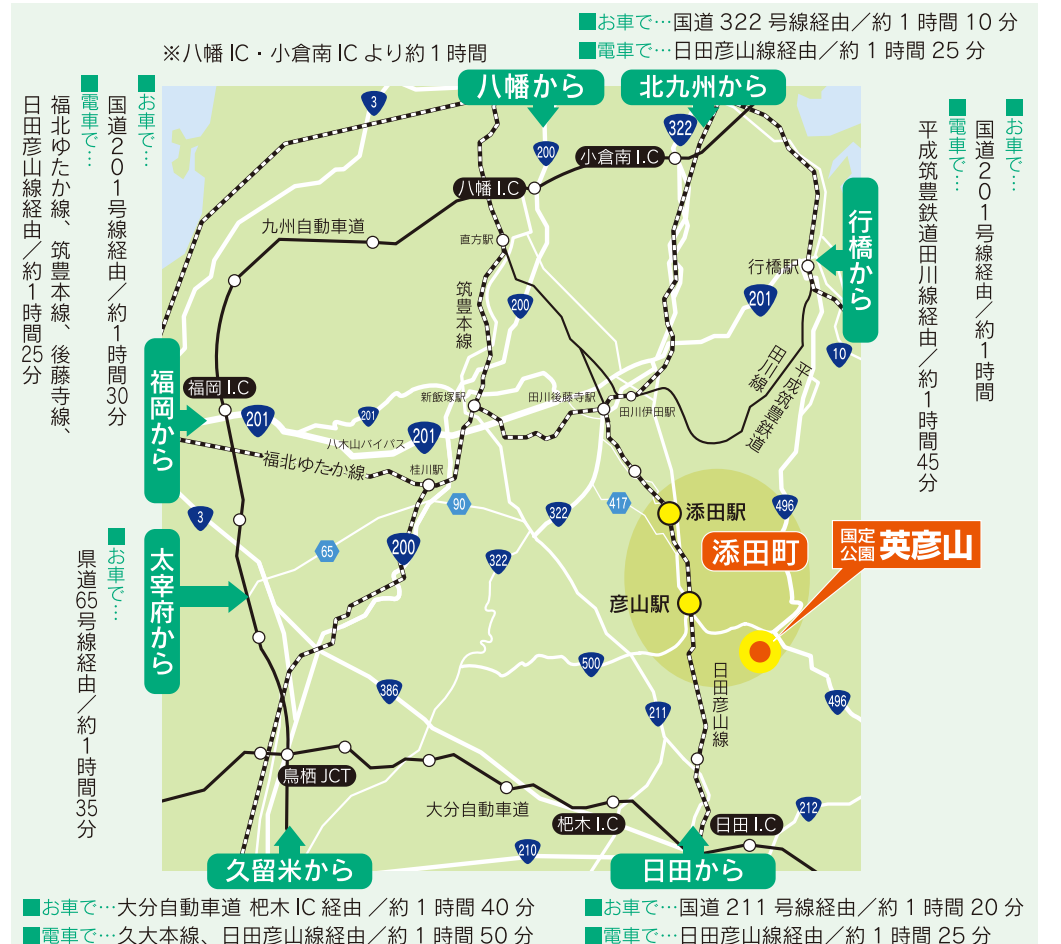 ■お車で…国道 322 号線経由／約 1 時間 10 分
■電車で…日田彦山線経由／約 1 時間 25 分
※八幡 IC・小倉南 IC より約 1 時間
八幡から
北九州から
■お車で…
国道201号線経由／約1時間30分
■電車で…
福北ゆたか線、筑豊本線、後藤寺線、
日田彦山線経由／約1時間25分
■お車で…
国道201号線経由／約1時間
■電車で…
平成筑豊鉄道田川線経由／約1時間45分
3
322
200
小倉南 I.C
八幡 I.C
九州自動車道
直方駅
行橋から
行橋駅
筑豊本線
200
201
10
平成筑豊鉄道
田川線
福岡から
福岡 I.C
201
201
八木山バイパス
201
新飯塚駅
田川後藤寺駅
田川伊田駅
福北ゆたか線
桂川駅
90
417
496
3
322
添田駅
添田町
国定公園
英彦山
65
200
322
太宰府から
■お車で…
県道65号線経由／約1時間35分
彦山駅
500
386
211
日田彦山線
496
鳥栖 JCT
大分自動車道
杷木 I.C
日田 I.C
212
210
久留米から
日田から
■お車で…大分自動車道 杷木 IC 経由 ／約 1 時間 40 分
■電車で…久大本線、日田彦山線経由／約 1 時間 50 分
■お車で…国道 211 号線経由／約 1 時間 20 分
■電車で…日田彦山線経由／約 1 時間 25 分